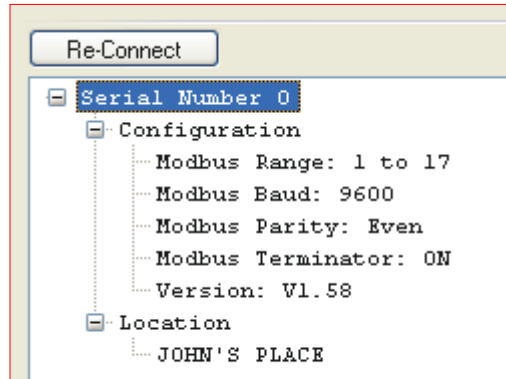 Re-Connect
Serial Number 0
Configuration
Modbus Range: 1 to 17
Modbus Baud: 9600
Modbus Parity: Even
Modbus Terminator: ON
Version: V1.58
Location
JOHN'S PLACE